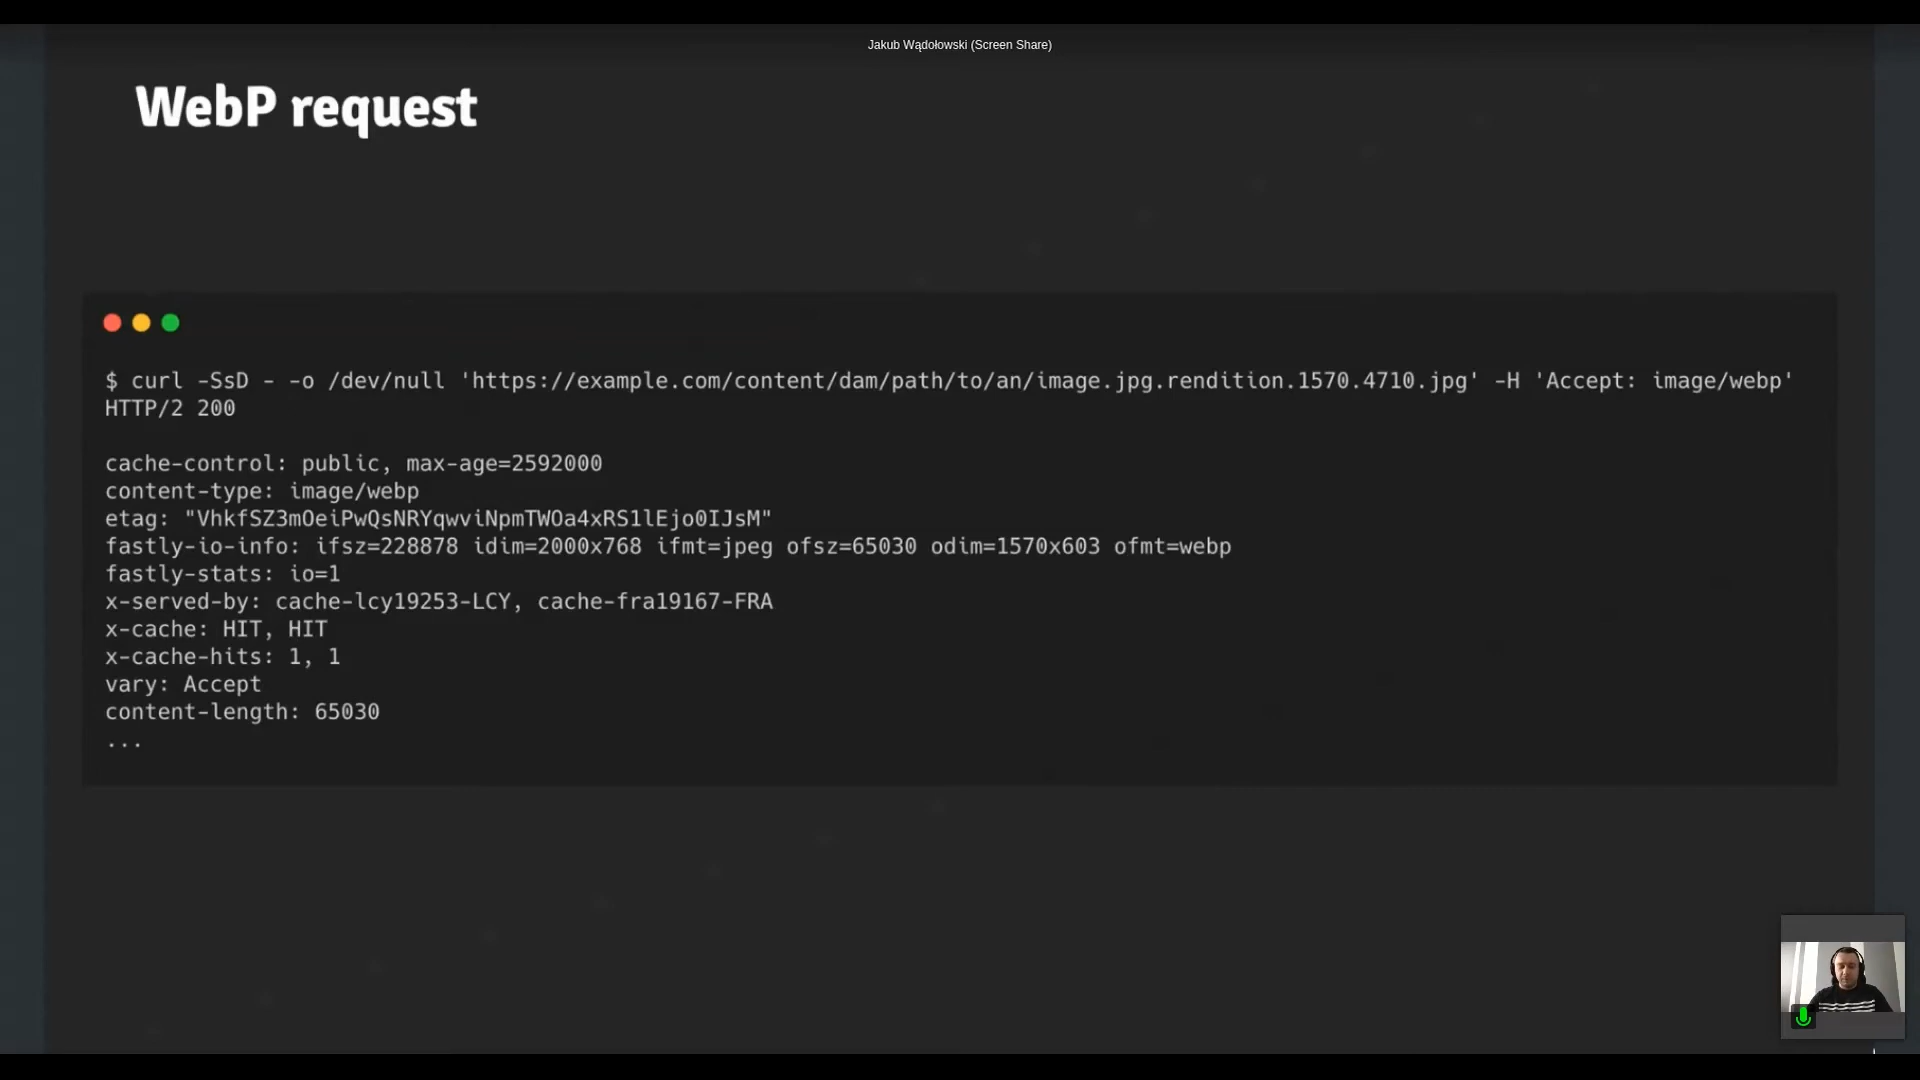 Jakub Wądołowski (Screen Share)
WebP request
$ curl -SsD - -o /dev/null 'https://example.com/content/dam/path/to/an/image.jpg.rendition.1570.4710.jpg' -H 'Accept: image/webp'
HTTP/2 200
cache-control: public, max-age=2592000
content-type: image/webp
etag: "VhkfSZ3mOeiPwQsNRYqwviNpmTWOa4xRS1lEjo0IJsM"
fastly-io-info: ifsz=228878 idim=2000x768 ifmt=jpeg ofsz=65030 odim=1570x603 ofmt=webp
fastly-stats: io=1
x-served-by: cache-lcy19253-LCY, cache-fra19167-FRA
x-cache: HIT, HIT
x-cache-hits: 1, 1
vary: Accept
content-length: 65030
...